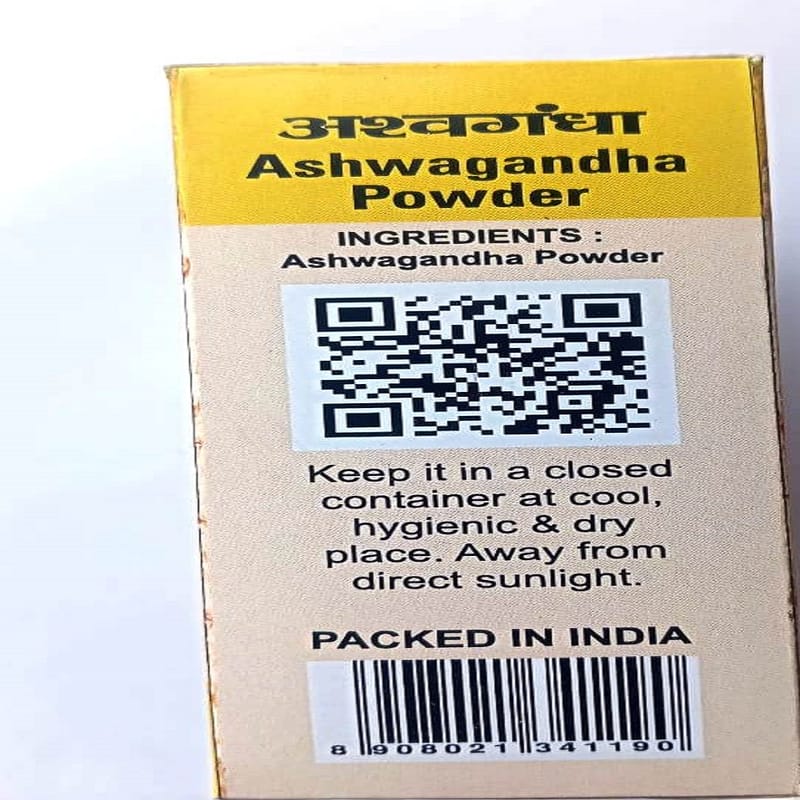 अश्वगंधा
Ashwagandha
Powder
INGREDIENTS :
Ashwagandha Powder
Keep it in a closed
container at cool,
hygienic & dry
place. Away from
direct sunlight.
PACKED IN INDIA
8 908021 341190